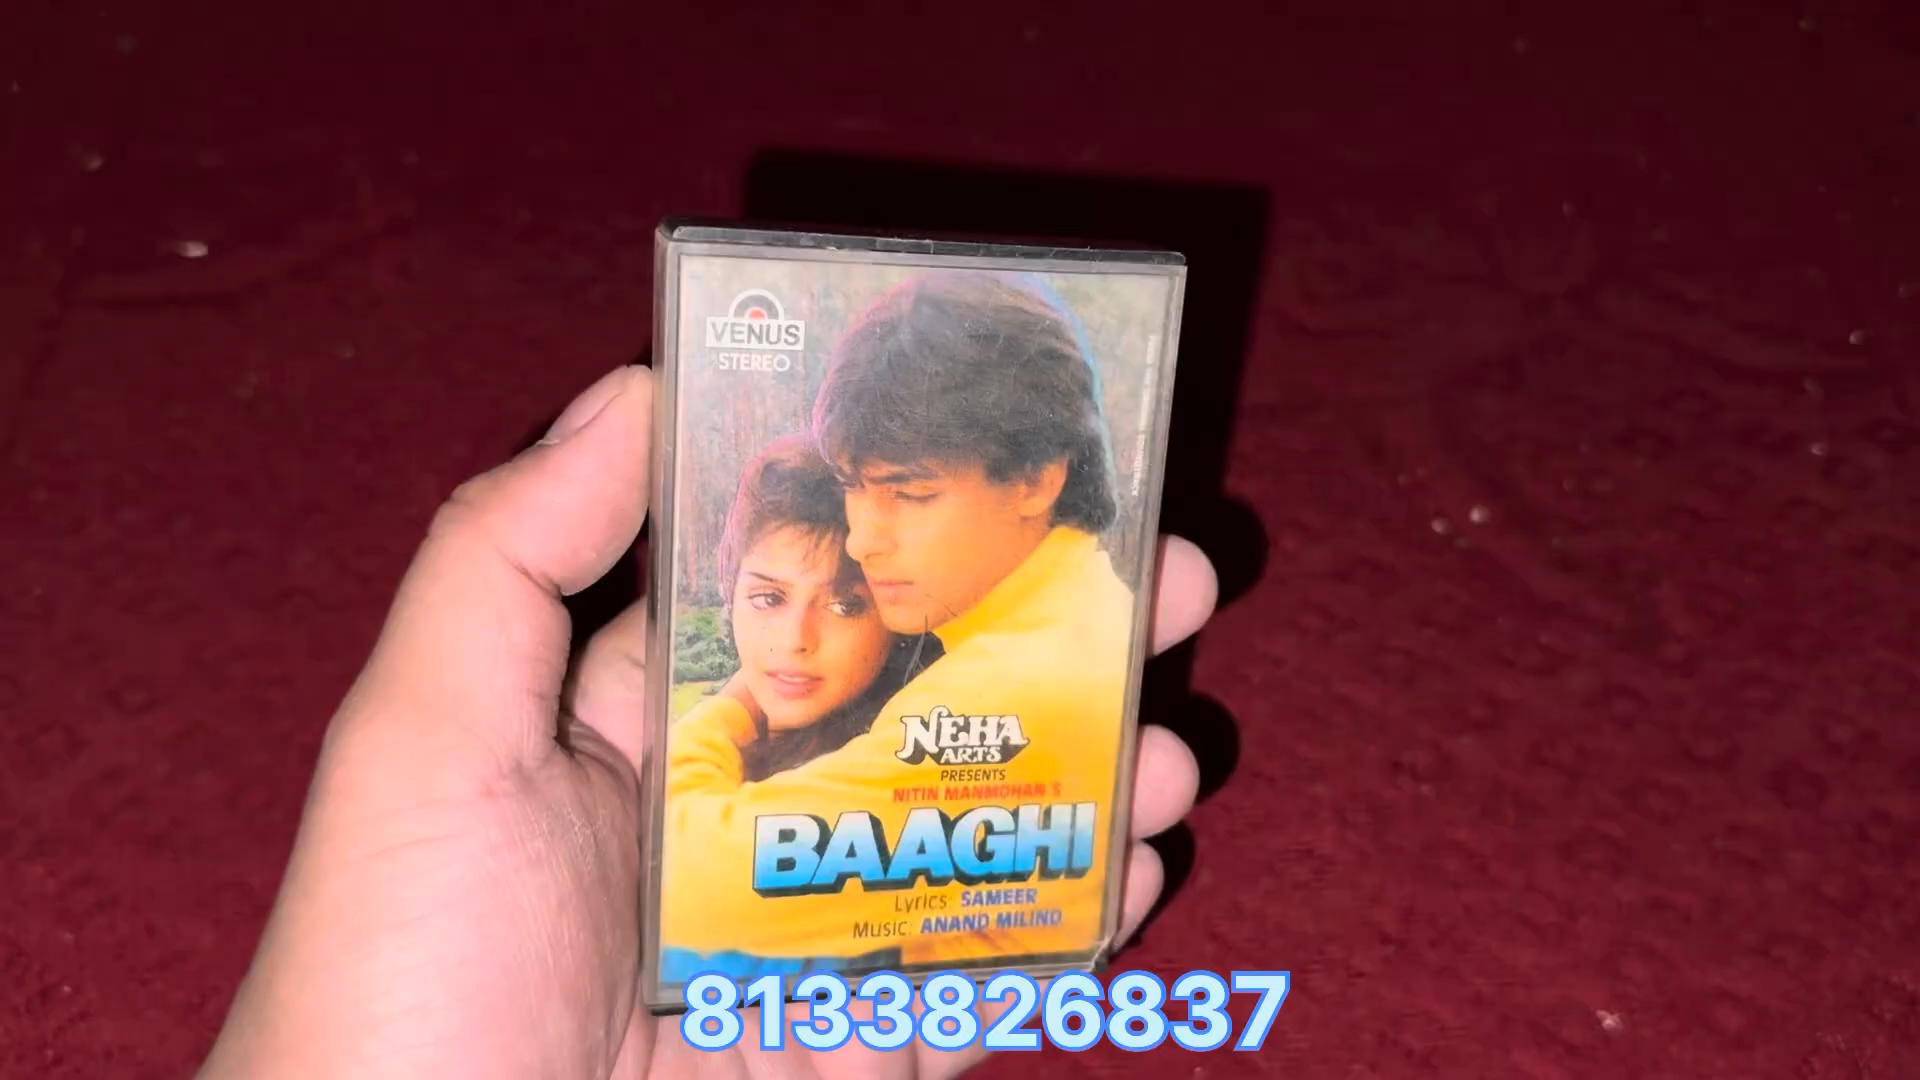 VENUS
STEREO
NEHA
ARTS
PRESENTS
NITIN MANMOHAN'S
BAAGHI
Lyrics: SAMEER
Music: ANAND MILIND
8133826837